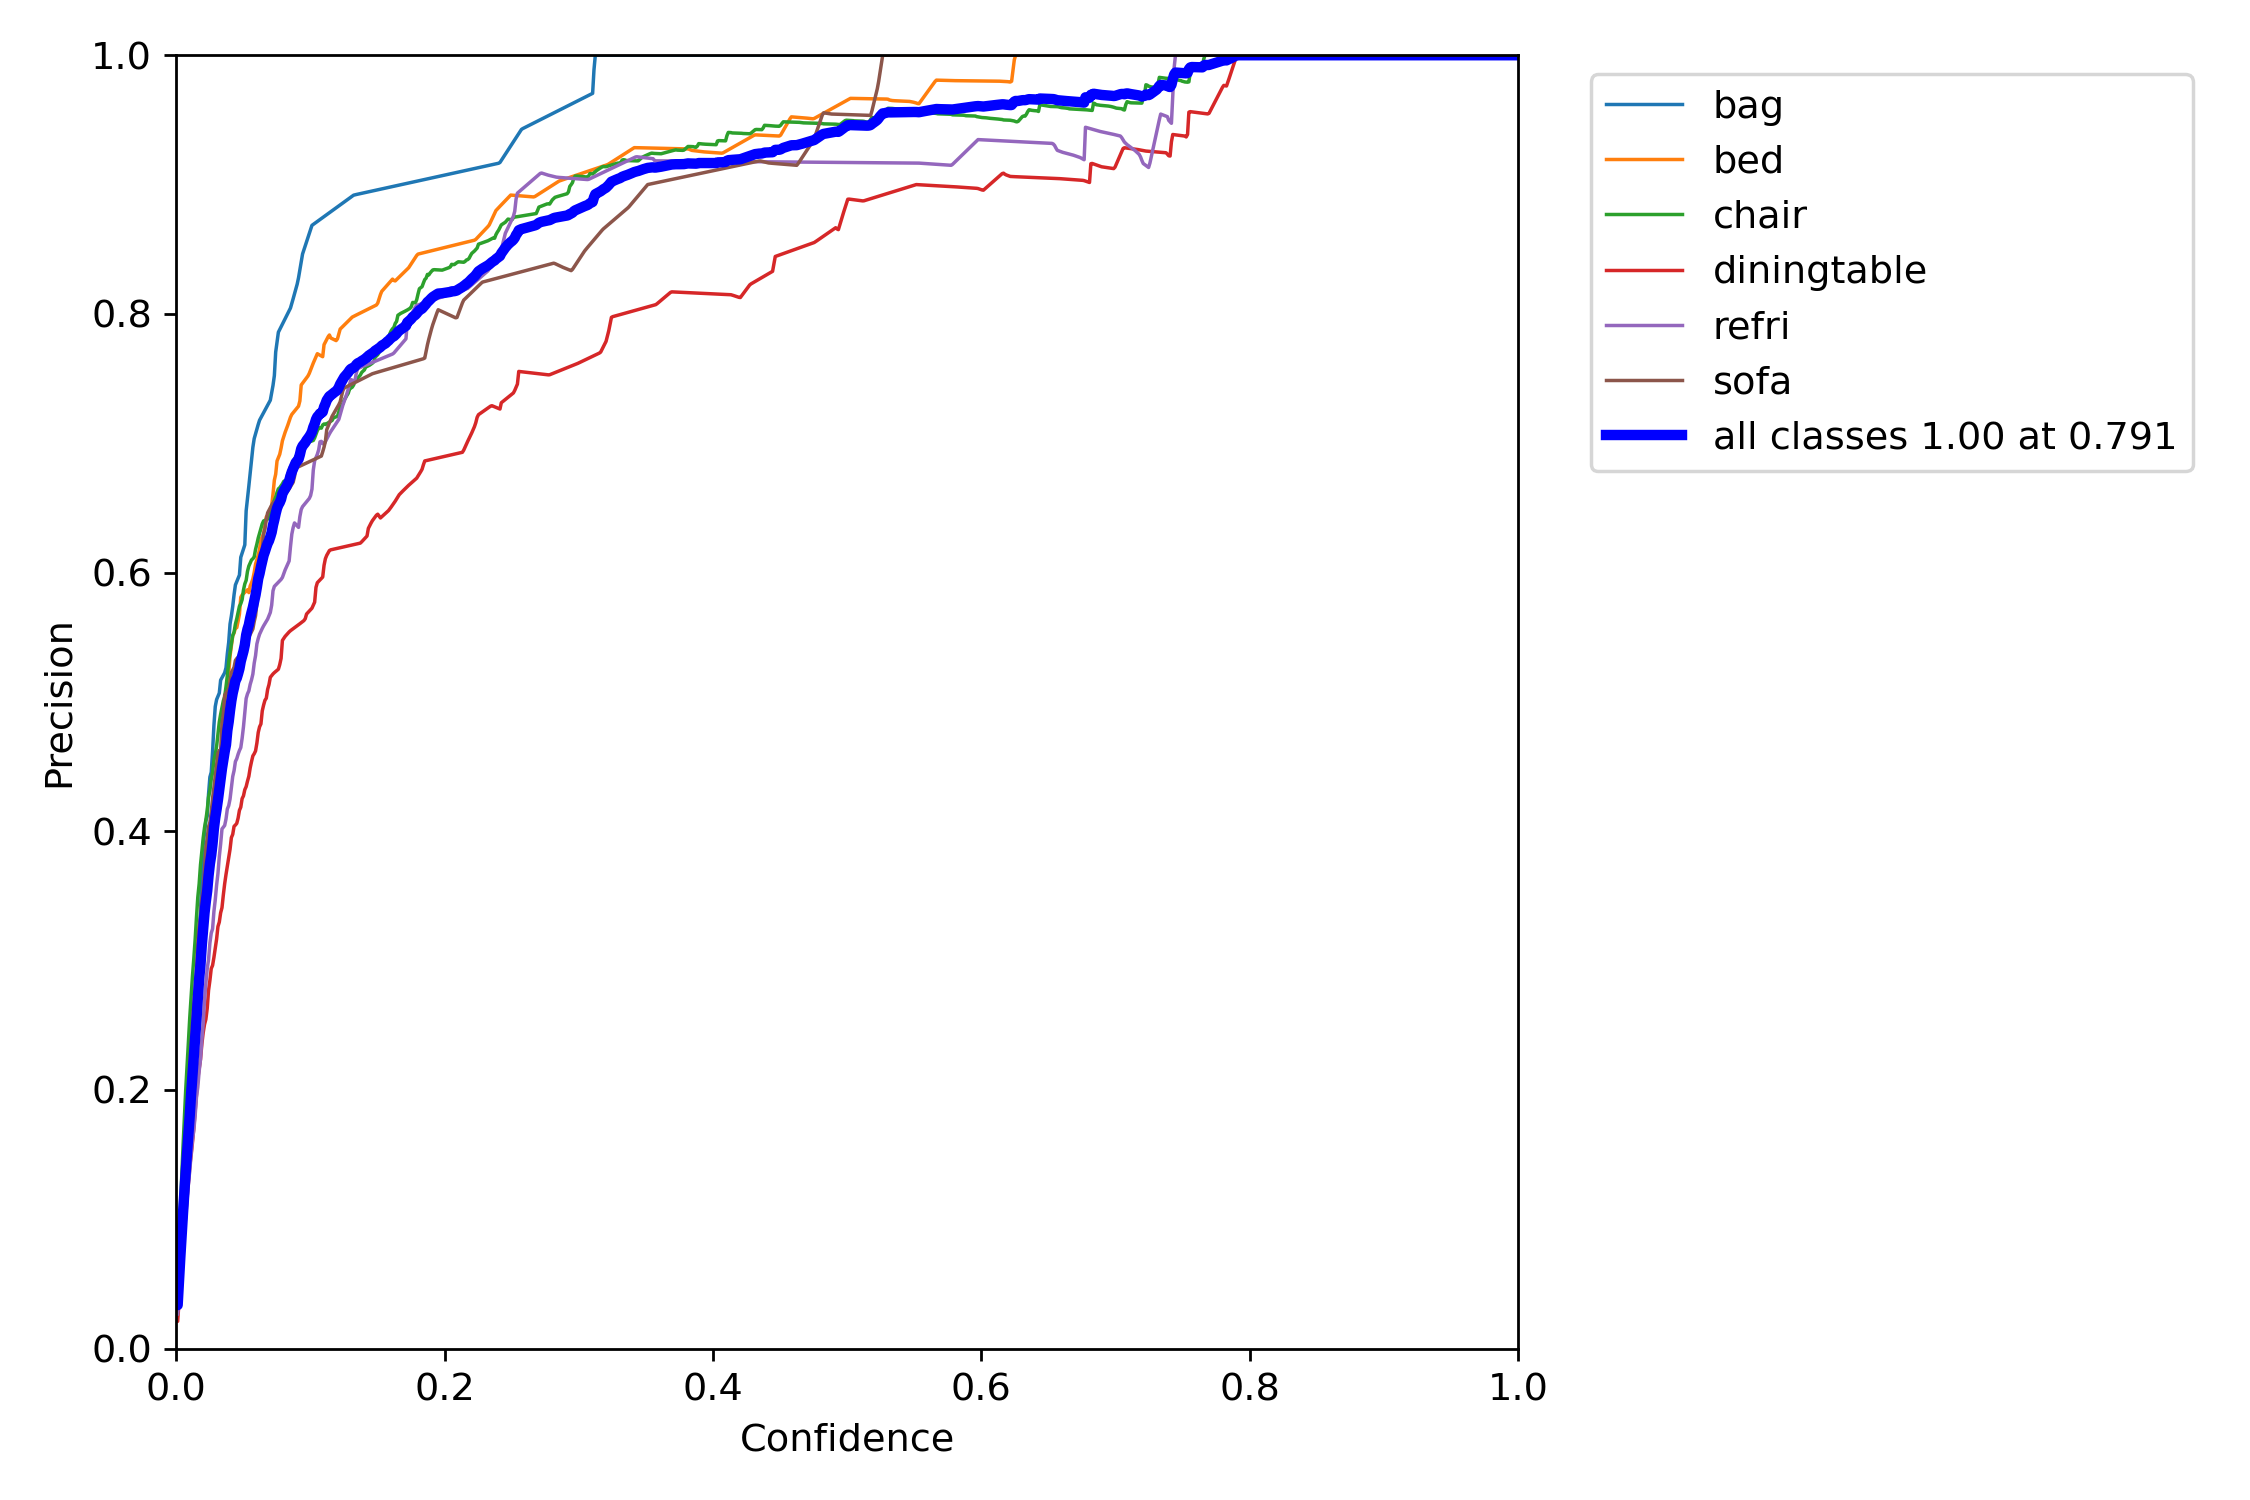 1.0
0.8
0.6
0.4
0.2
0.0
Precision
0.0 0.2 0.4 0.6 0.8 1.0
Confidence
bag
bed
chair
diningtable
refri
sofa
all classes 1.00 at 0.791